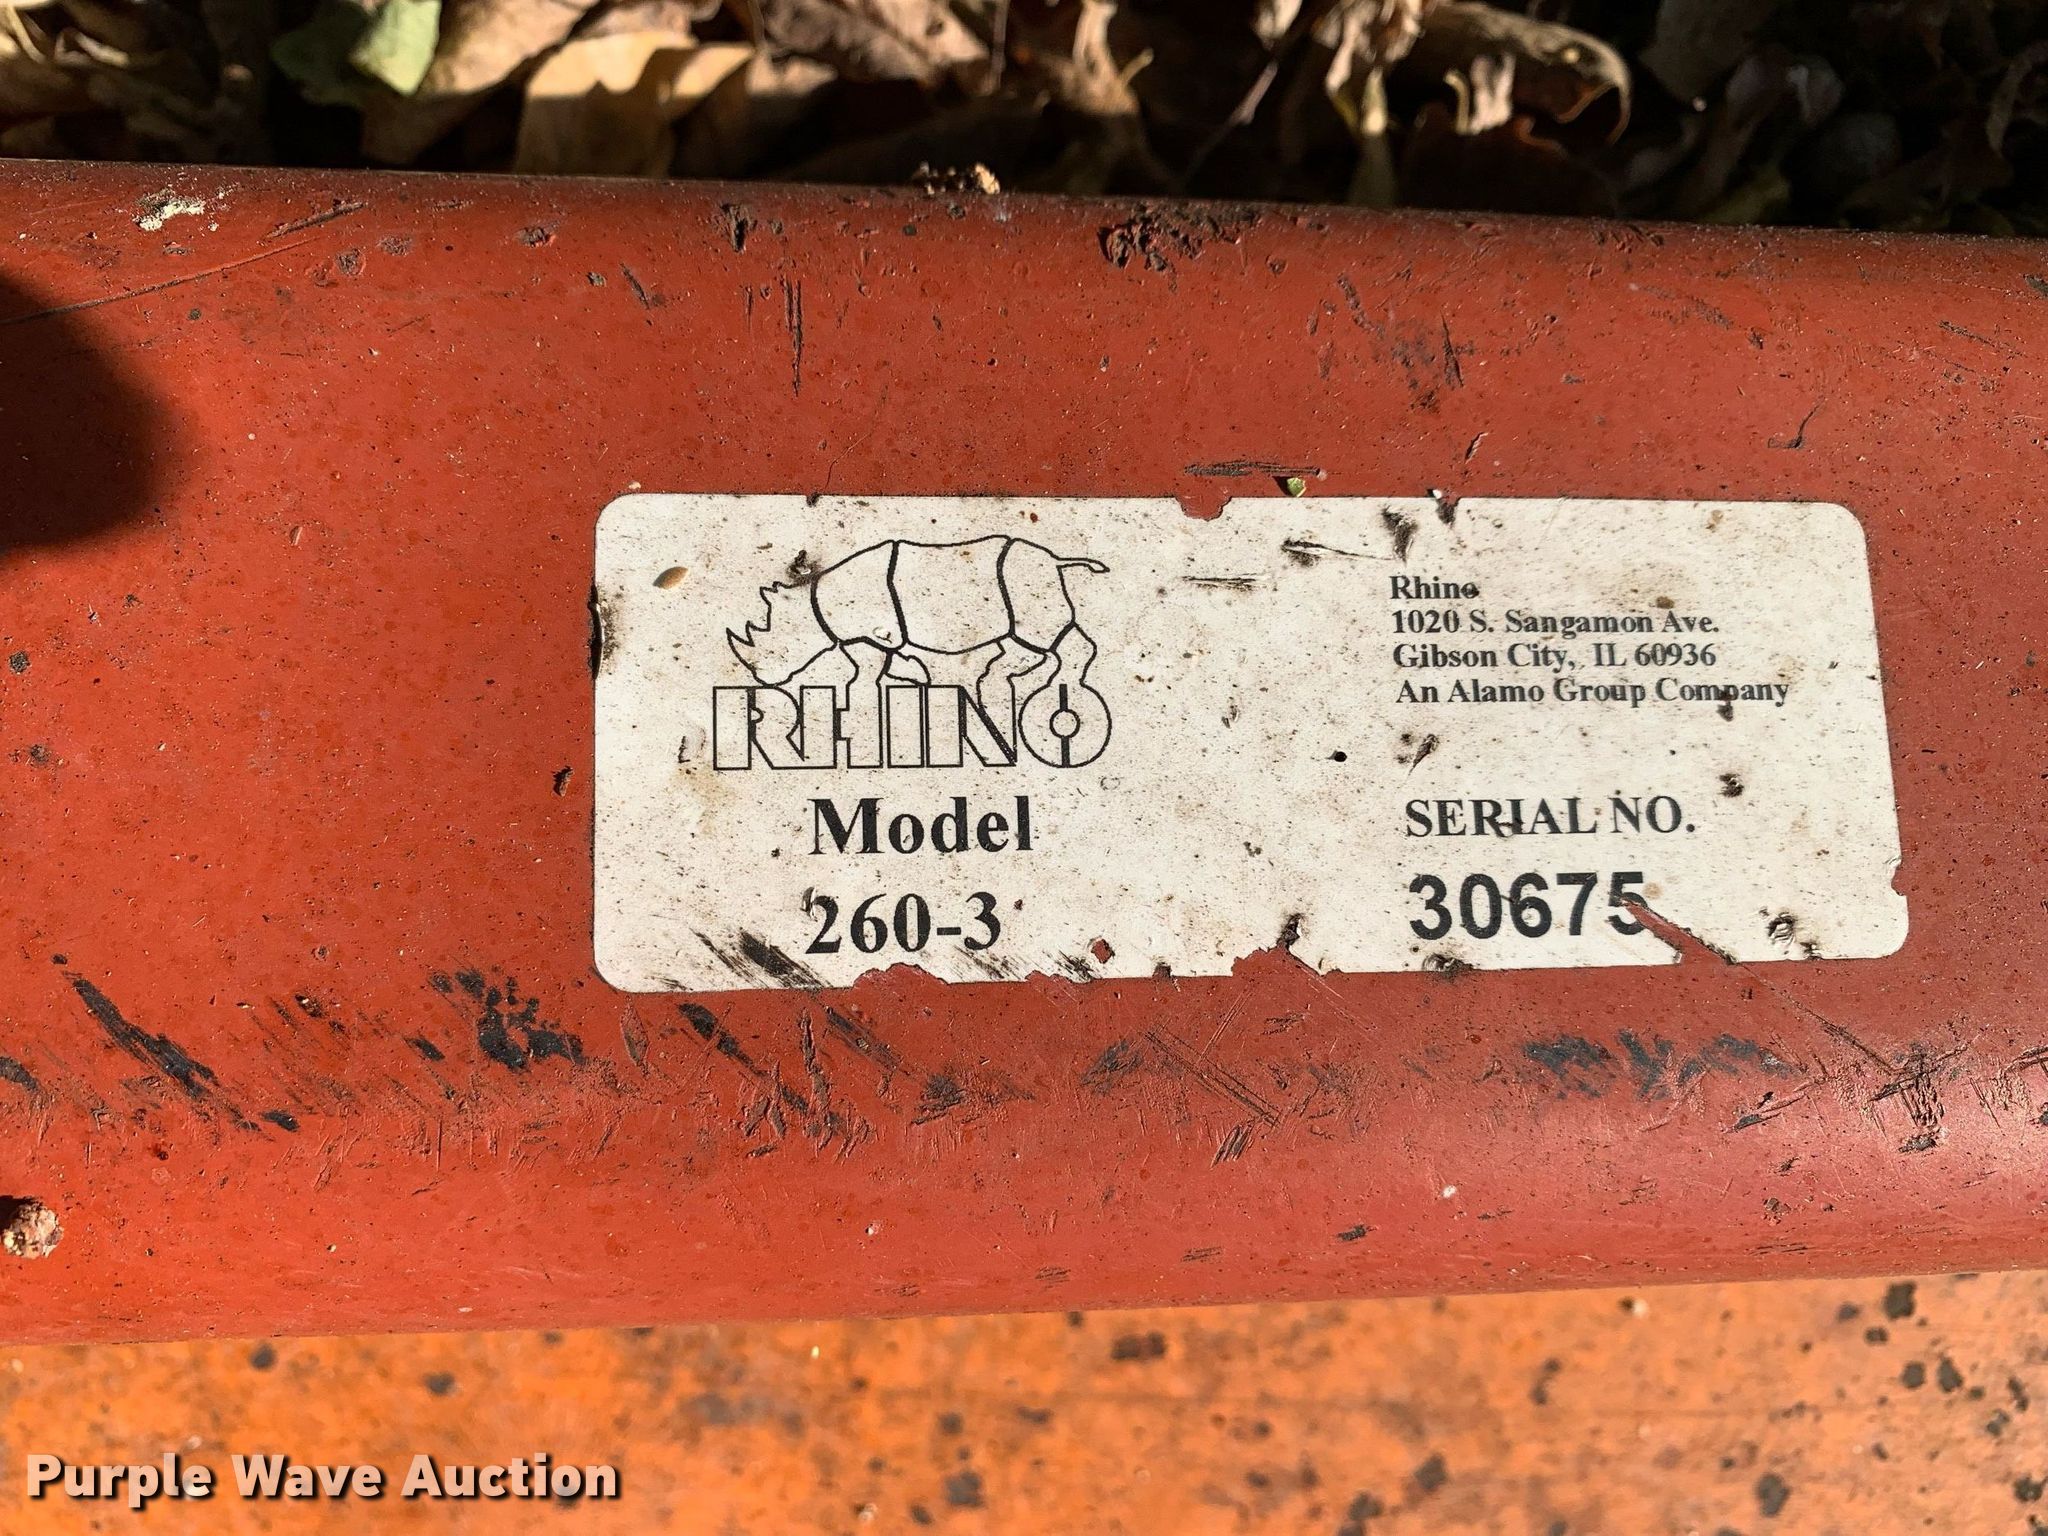 RHINO
Model
260-3
Rhino
1020 S. Sangamon Ave.
Gibson City, IL 60936
An Alamo Group Company
SERIAL NO.
30675
Purple Wave Auction